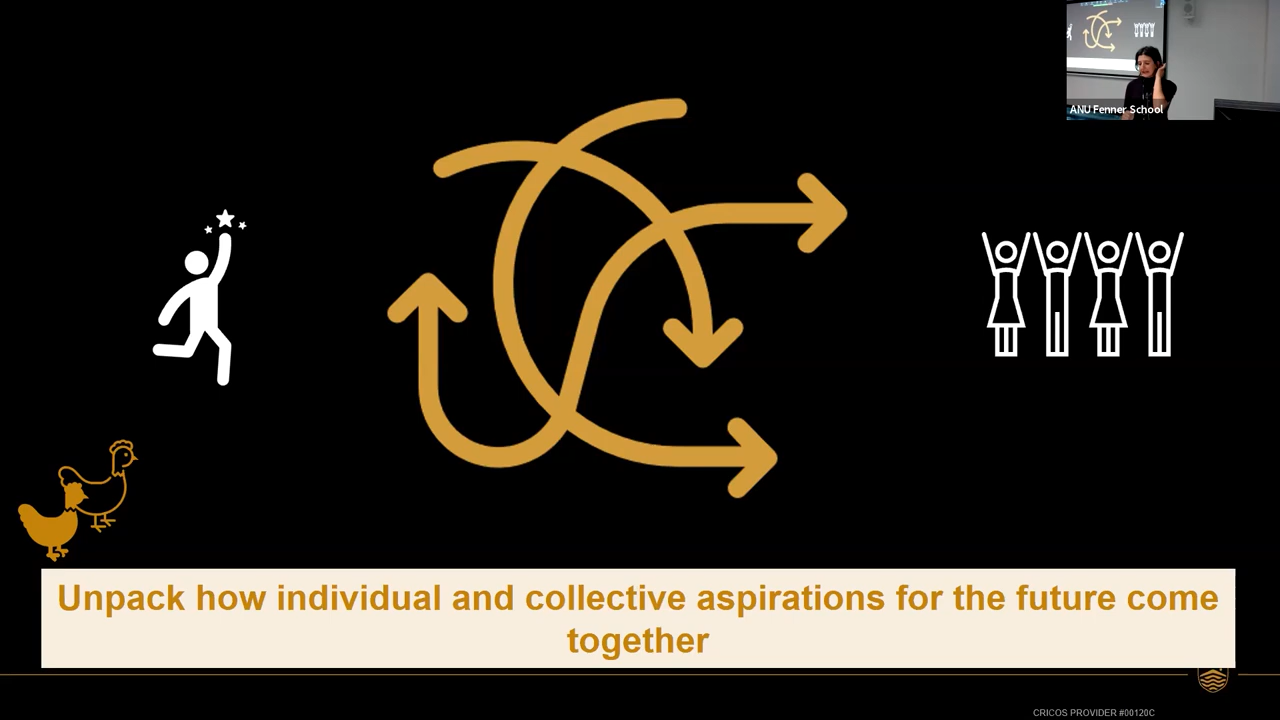 ANU Fenner School
Unpack how individual and collective aspirations for the future come
together
CRICOS PROVIDER #00120C